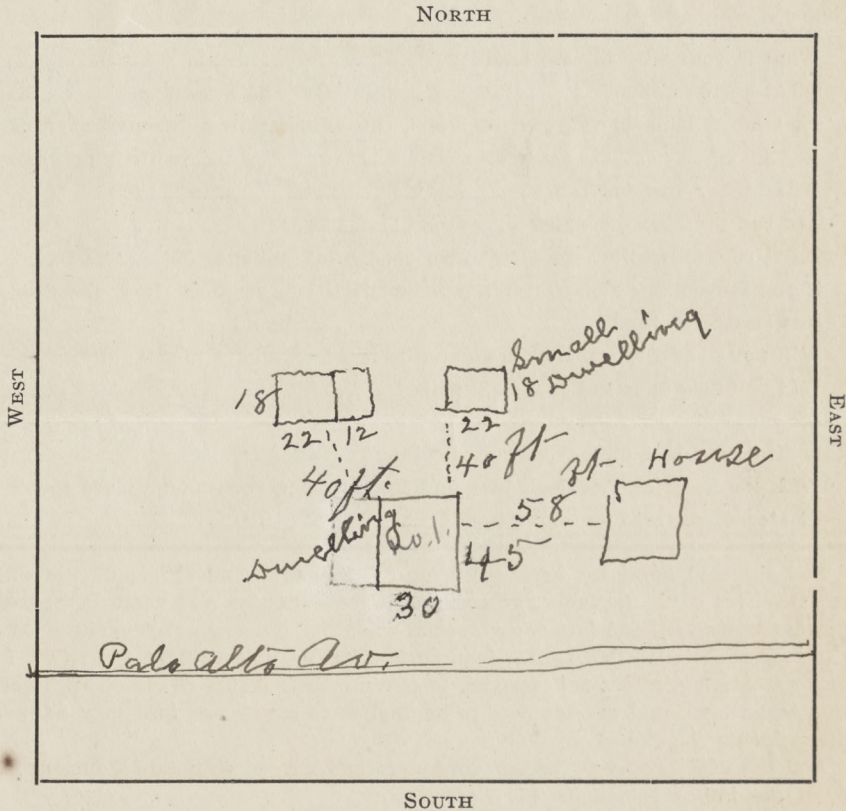 NORTH
WEST
EAST
Small
18 Dwelling
18
22 12
22
40 ft.
40 ft
58 ft
House
Dwelling
No. 1.
45
30
Palo Alto Av.
SOUTH